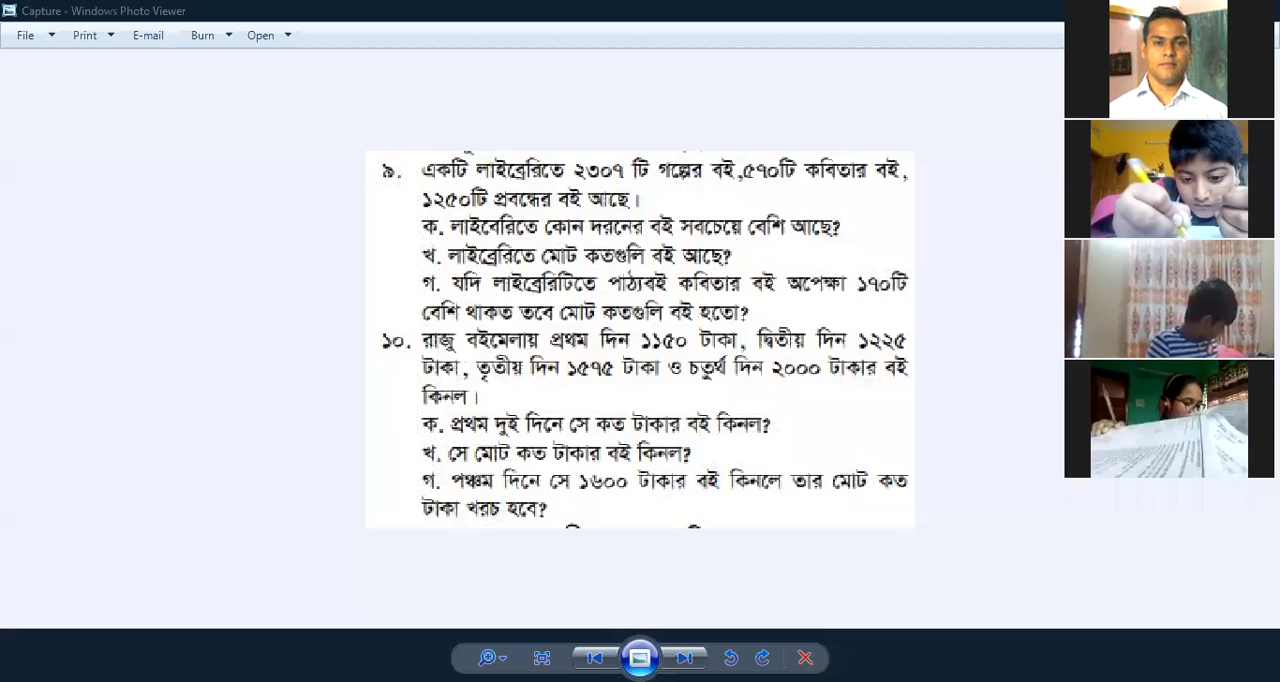 Capture - Windows Photo Viewer
File Print E-mail Burn Open
৯. একটি লাইব্রেরিতে ২৩০৭ টি গল্পের বই,৫৭০টি কবিতার বই,
১২৫০টি প্রবন্ধের বই আছে।
ক. লাইবেরিতে কোন দরনের বই সবচেয়ে বেশি আছে?
খ. লাইব্রেরিতে মোট কতগুলি বই আছে?
গ. যদি লাইব্রেরিটিতে পাঠ্যবই কবিতার বই অপেক্ষা ১৭০টি
বেশি থাকত তবে মোট কতগুলি বই হতো?
১০. রাজু বইমেলায় প্রথম দিন ১১৫০ টাকা, দ্বিতীয় দিন ১২২৫
টাকা, তৃতীয় দিন ১৫৭৫ টাকা ও চতুর্থ দিন ২০০০ টাকার বই
কিনল।
ক. প্রথম দুই দিনে সে কত টাকার বই কিনল?
খ. সে মোট কত টাকার বই কিনল?
গ. পঞ্চম দিনে সে ১৬০০ টাকার বই কিনলে তার মোট কত
টাকা খরচ হবে?